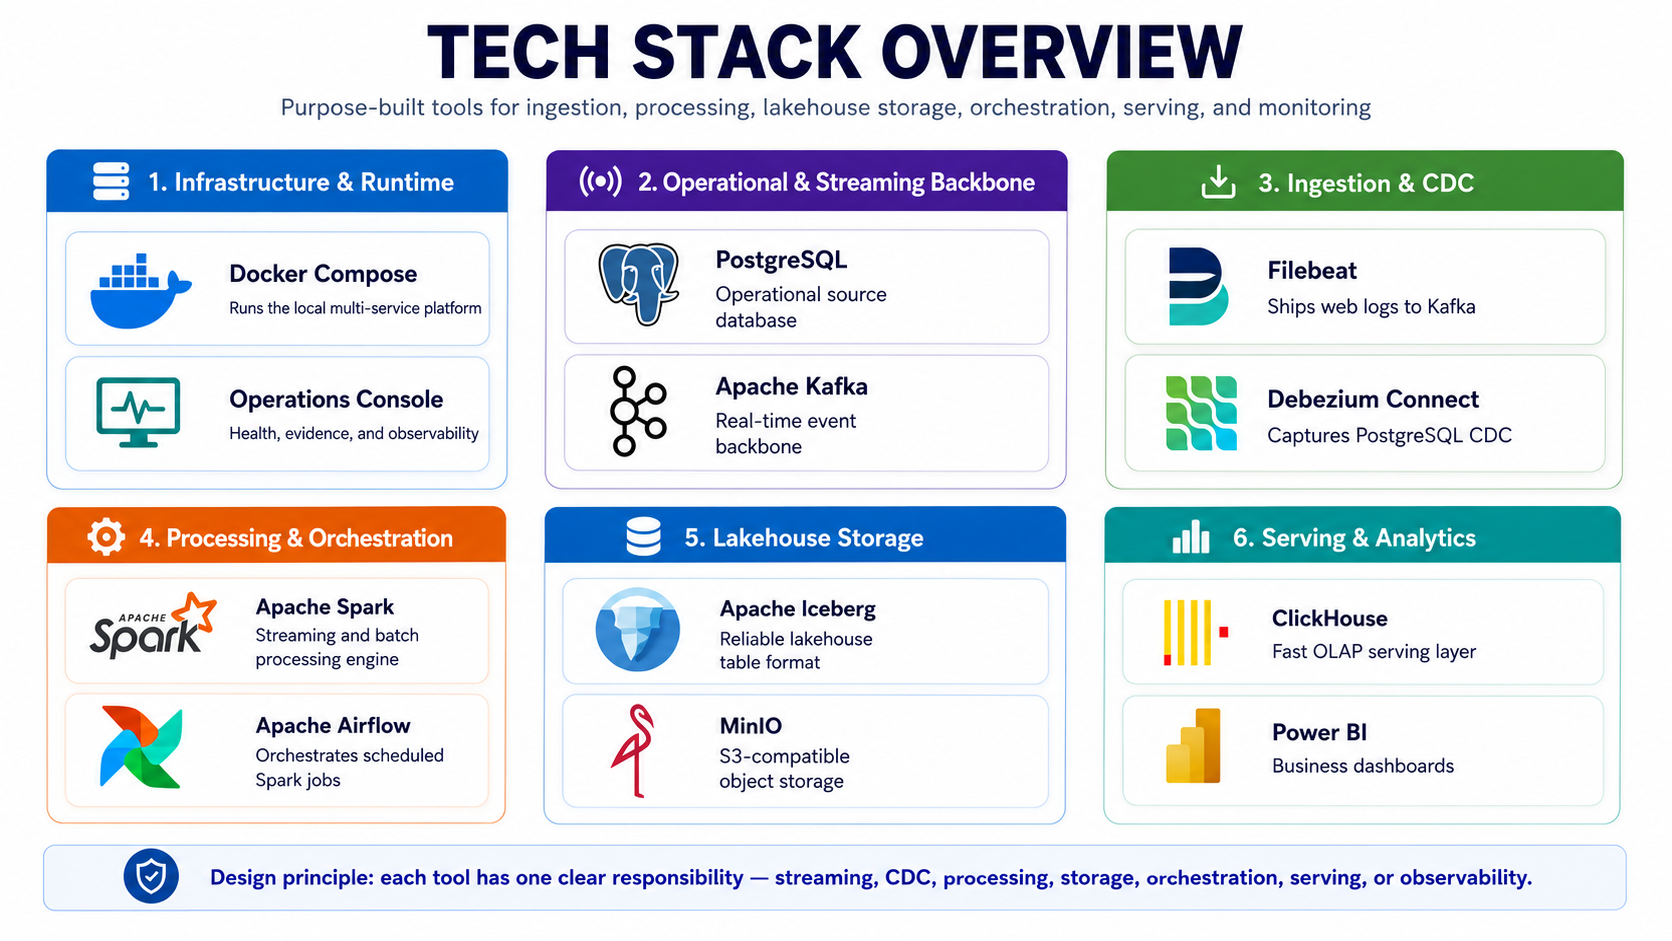 TECH STACK OVERVIEW
Purpose-built tools for ingestion, processing, lakehouse storage, orchestration, serving, and monitoring
1. Infrastructure & Runtime
Docker Compose
Runs the local multi-service platform
Operations Console
Health, evidence, and observability
2. Operational & Streaming Backbone
PostgreSQL
Operational source
database
Apache Kafka
Real-time event
backbone
3. Ingestion & CDC
Filebeat
Ships web logs to Kafka
Debezium Connect
Captures PostgreSQL CDC
4. Processing & Orchestration
APACHE
Spark
Apache Spark
Streaming and batch
processing engine
Apache Airflow
Orchestrates scheduled
Spark jobs
5. Lakehouse Storage
Apache Iceberg
Reliable lakehouse
table format
MinIO
S3-compatible
object storage
6. Serving & Analytics
ClickHouse
Fast OLAP serving layer
Power BI
Business dashboards
Design principle: each tool has one clear responsibility — streaming, CDC, processing, storage, orchestration, serving, or observability.